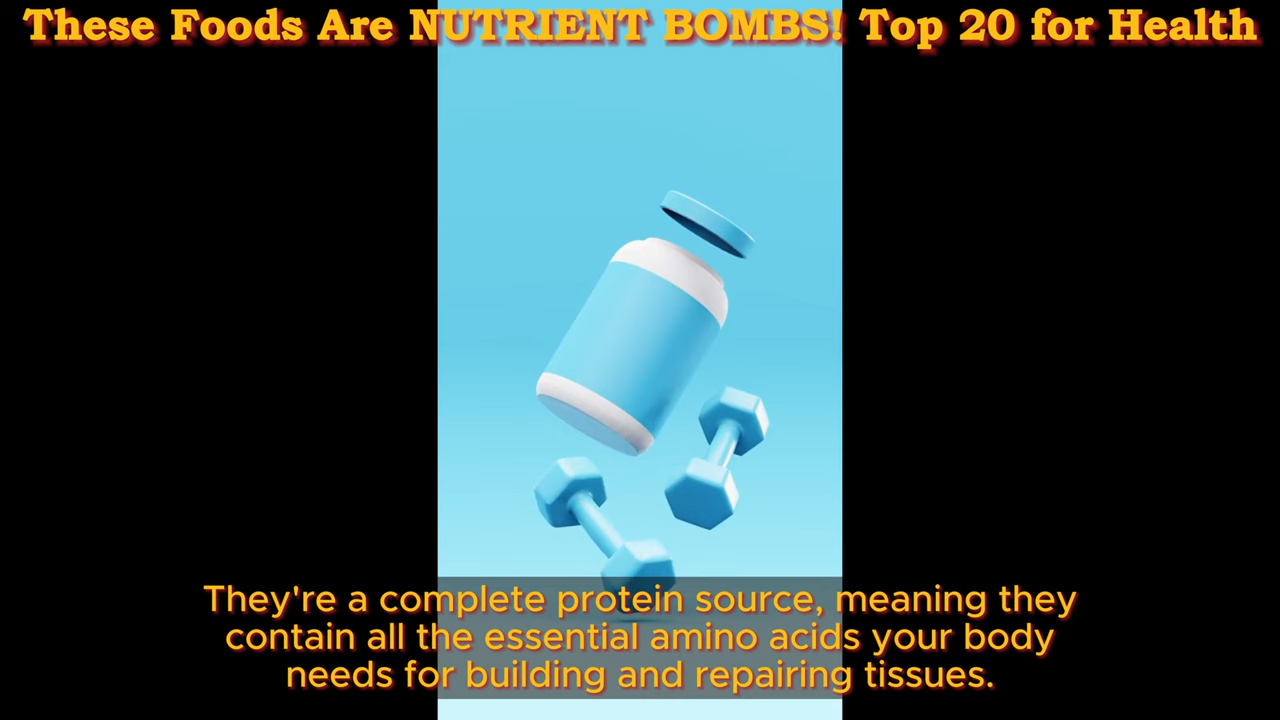 These Foods Are NUTRIENT BOMBS! Top 20 for Health
They're a complete protein source, meaning they
contain all the essential amino acids your body
needs for building and repairing tissues.